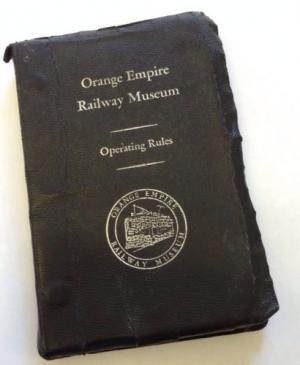 Orange Empire
Railway Museum
Operating Rules
ORANGE EMPIRE
RAILWAY MUSEUM